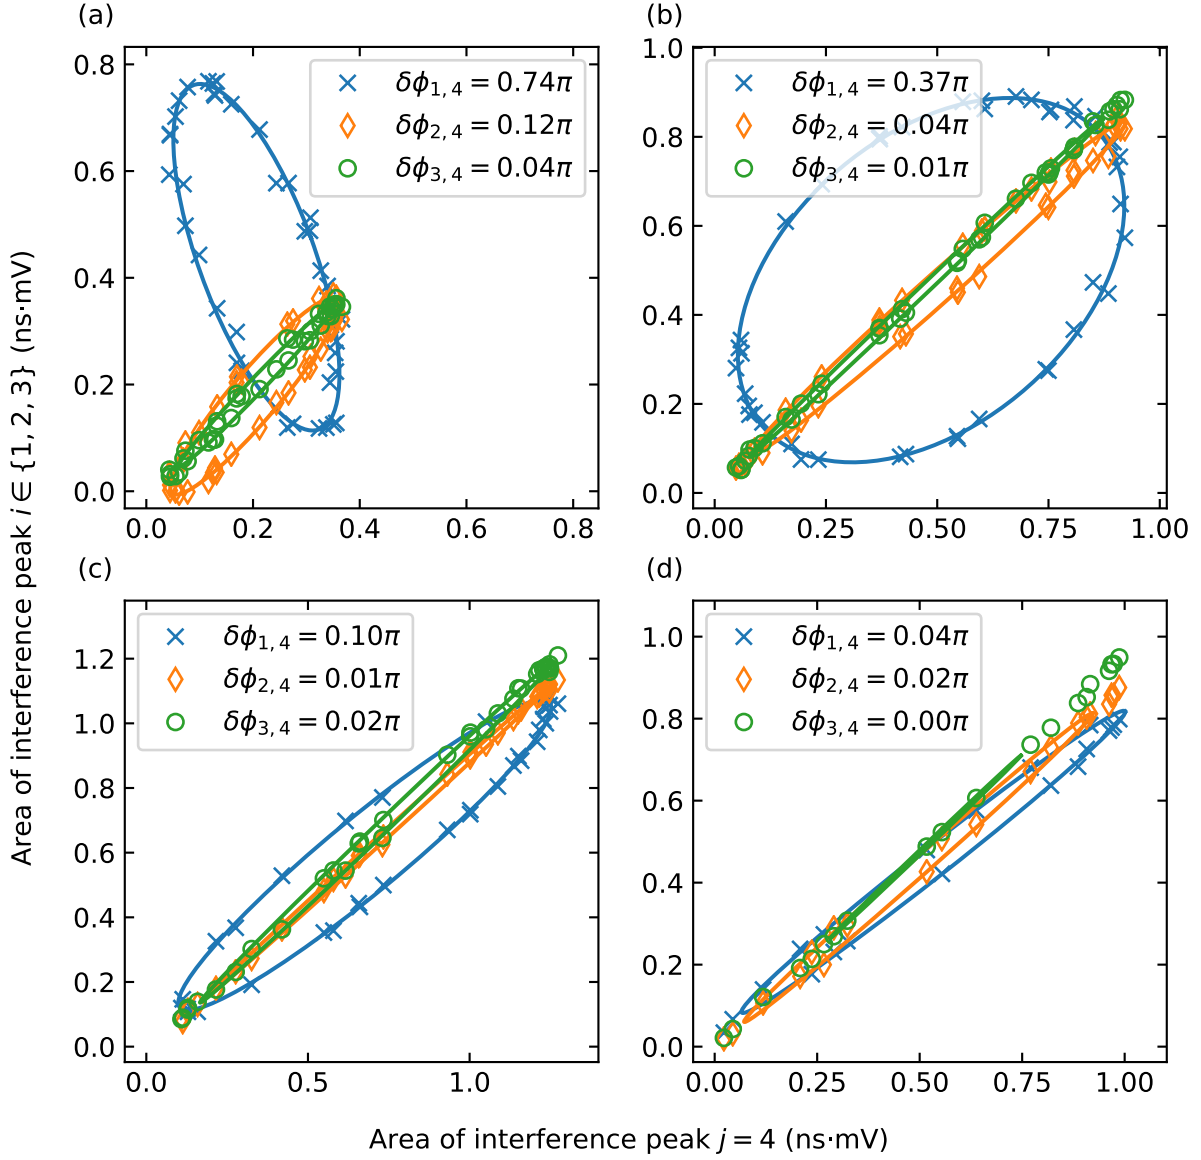 (a)
(b)
0.8
0.6
0.4
0.2
0.0
0.0
0.2
0.4
0.6
0.8
δϕ1, 4 = 0.74π
δϕ2, 4 = 0.12π
δϕ3, 4 = 0.04π
1.0
0.8
0.6
0.4
0.2
0.0
0.00
0.25
0.50
0.75
1.00
δϕ1, 4 = 0.37π
δϕ2, 4 = 0.04π
δϕ3, 4 = 0.01π
(c)
(d)
1.2
1.0
0.8
0.6
0.4
0.2
0.0
0.0
0.5
1.0
δϕ1, 4 = 0.10π
δϕ2, 4 = 0.01π
δϕ3, 4 = 0.02π
1.0
0.8
0.6
0.4
0.2
0.0
0.00
0.25
0.50
0.75
1.00
δϕ1, 4 = 0.04π
δϕ2, 4 = 0.02π
δϕ3, 4 = 0.00π
Area of interference peak i ∈ {1, 2, 3} (ns·mV)
Area of interference peak j = 4 (ns·mV)